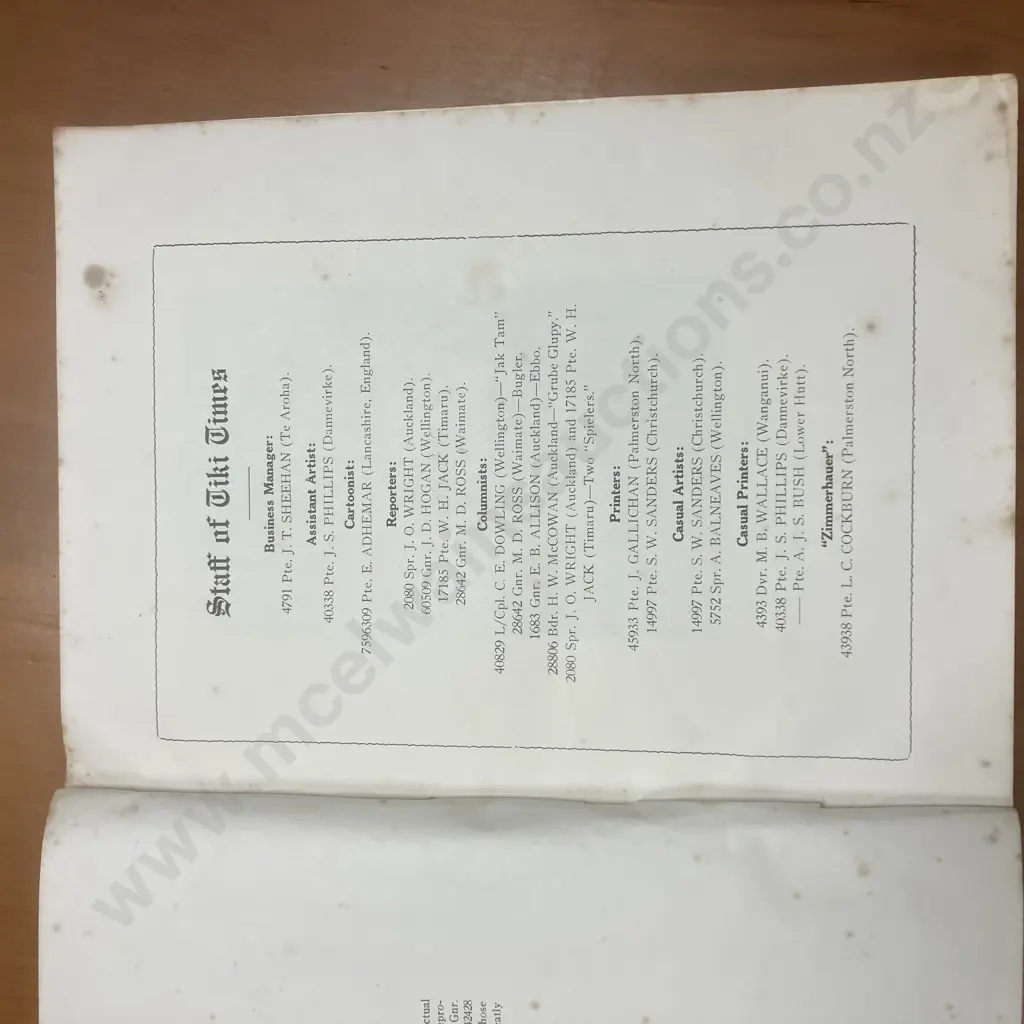 Staff of Tiki Times
Business Manager:
4791 Pte. J. T. SHEEHAN (Te Aroha).
Assistant Artist:
40338 Pte. J. S. PHILLIPS (Dannevirke).
Cartoonist:
7596309 Pte. E. ADHEMAR (Lancashire, England).
Reporters:
2080 Spr. J. O. WRIGHT (Auckland).
60509 Gnr. J. D. HOGAN (Wellington).
17185 Pte. W. H. JACK (Timaru).
28642 Gnr. M. D. ROSS (Waimate).
Columnists:
40829 L/Cpl. C. E. DOWLING (Wellington)—"Jak Tam"
28642 Gnr. M. D. ROSS (Waimate)—Bugler.
1683 Gnr. E. B. ALLISON (Auckland)—Ebbo.
28806 Bdr. H. W. McCOWAN (Auckland—"Grube Glupy."
2080 Spr. J. O. WRIGHT (Auckland) and 17185 Pte. W. H.
JACK (Timaru)—Two "Spielers."
Printers:
45933 Pte. J. GALLICHAN (Palmerston North).
14997 Pte. S. W. SANDERS (Christchurch).
Casual Artists:
14997 Pte. S. W. SANDERS (Christchurch).
5752 Spr. A. BALNEAVES (Wellington).
Casual Printers:
4393 Dvr. M. B. WALLACE (Wanganui).
40338 Pte. J. S. PHILLIPS (Dannevirke).
—— Pte. A. J. S. BUSH (Lower Hutt).
"Zimmerhauer":
43938 Pte. L. C. COCKBURN (Palmerston North).
ctual
epro-
Gnr.
42428
hose
eatly